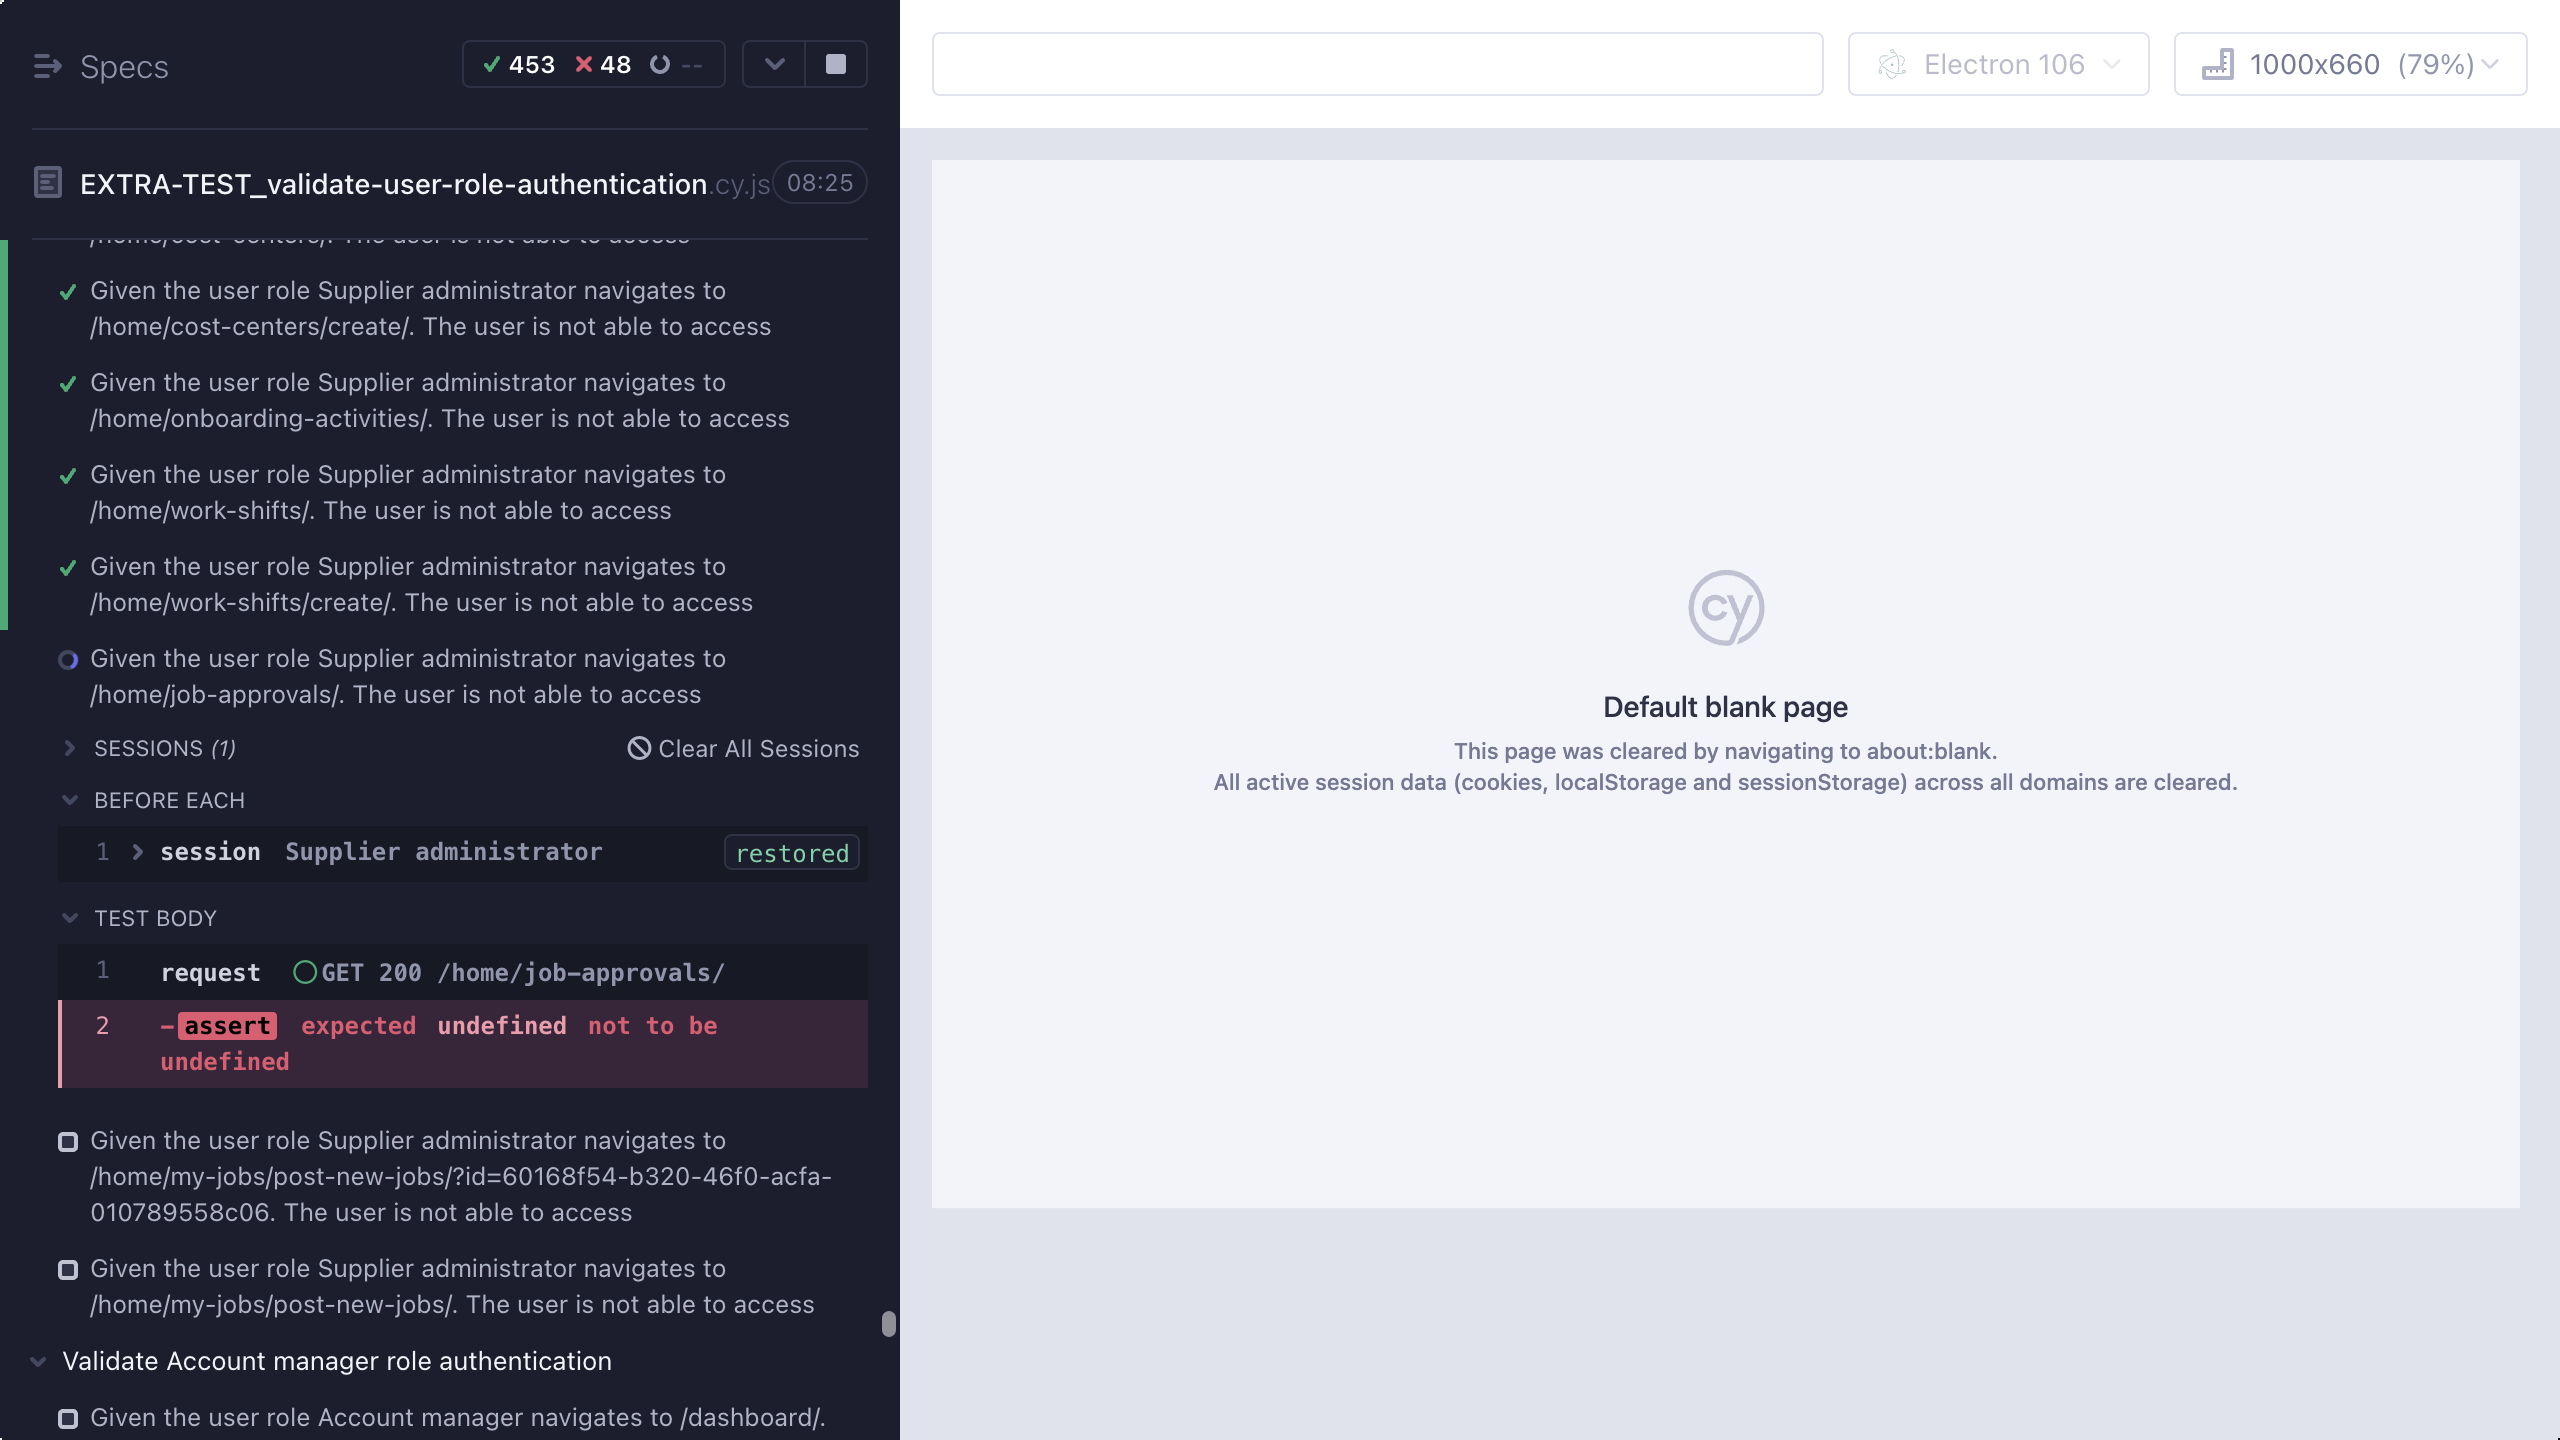 Specs
453 48 --
Electron 106
1000x660 (79%)
EXTRA-TEST_validate-user-role-authentication.cy.js 08:25
/home/cost-centers/. The user is not able to access
Given the user role Supplier administrator navigates to
/home/cost-centers/create/. The user is not able to access
Given the user role Supplier administrator navigates to
/home/onboarding-activities/. The user is not able to access
Given the user role Supplier administrator navigates to
/home/work-shifts/. The user is not able to access
Given the user role Supplier administrator navigates to
/home/work-shifts/create/. The user is not able to access
Given the user role Supplier administrator navigates to
/home/job-approvals/. The user is not able to access
SESSIONS (1) Clear All Sessions
BEFORE EACH
1 session Supplier administrator restored
TEST BODY
1 request GET 200 /home/job-approvals/
2 -assert expected undefined not to be
undefined
Given the user role Supplier administrator navigates to
/home/my-jobs/post-new-jobs/?id=60168f54-b320-46f0-acfa-
010789558c06. The user is not able to access
Given the user role Supplier administrator navigates to
/home/my-jobs/post-new-jobs/. The user is not able to access
Validate Account manager role authentication
Given the user role Account manager navigates to /dashboard/.
cy
Default blank page
This page was cleared by navigating to about:blank.
All active session data (cookies, localStorage and sessionStorage) across all domains are cleared.